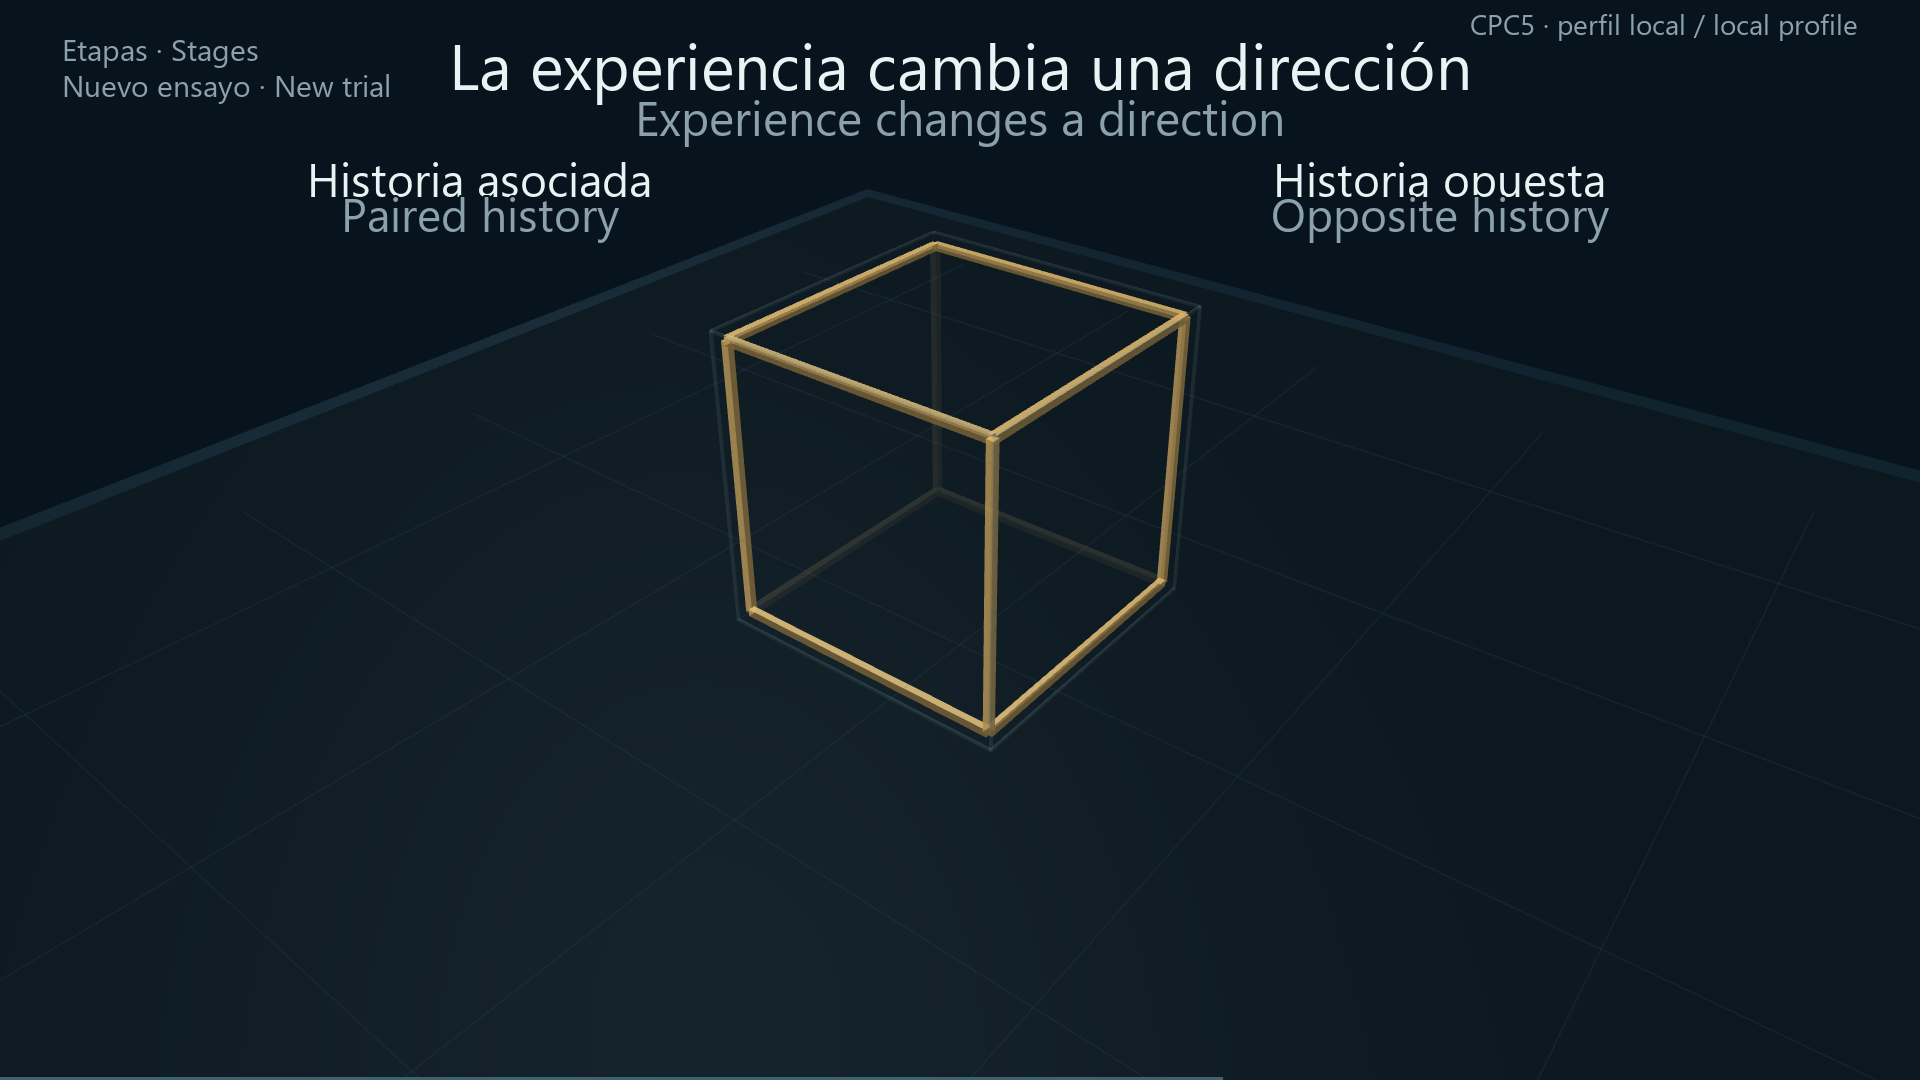 CPC5 · perfil local / local profile
Etapas · Stages
Nuevo ensayo · New trial
La experiencia cambia una dirección
Experience changes a direction
Historia asociada
Paired history
Historia opuesta
Opposite history